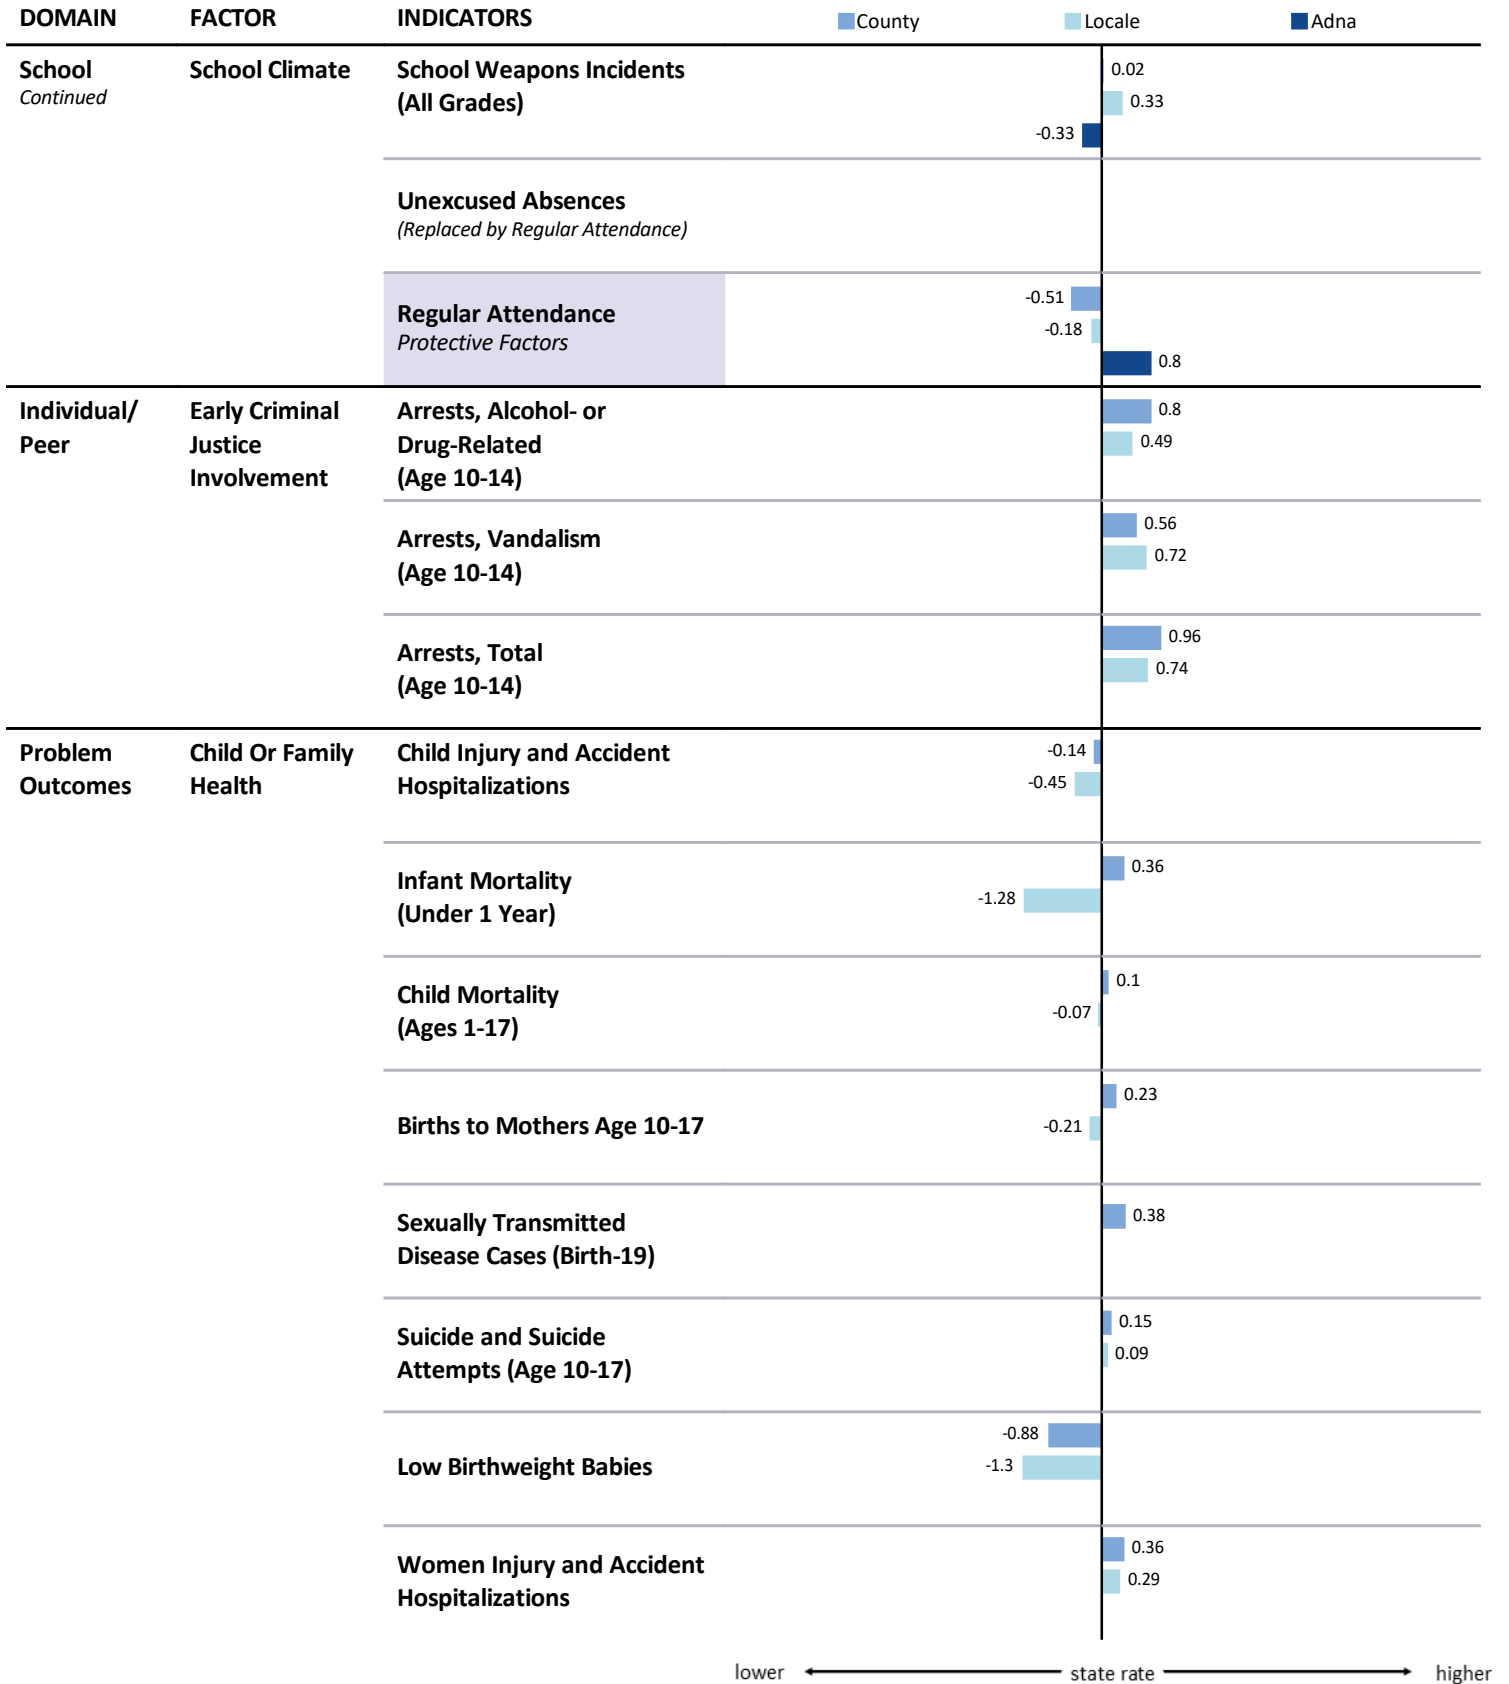 DOMAIN FACTOR INDICATORS County Locale Adna
School School Climate School Weapons Incidents 0.02
Continued (All Grades) 0.33
-0.33
Unexcused Absences
(Replaced by Regular Attendance)
-0.51
Regular Attendance -0.18
Protective Factors 0.8
Individual/ Early Criminal Arrests, Alcohol- or 0.8
Peer Justice Drug-Related 0.49
Involvement (Age 10-14)
0.56
Arrests, Vandalism 0.72
(Age 10-14)
0.96
Arrests, Total 0.74
(Age 10-14)
Problem Child Or Family Child Injury and Accident -0.14
Outcomes Health Hospitalizations -0.45
0.36
Infant Mortality -1.28
(Under 1 Year)
0.1
Child Mortality -0.07
(Ages 1-17)
0.23
Births to Mothers Age 10-17 -0.21
Sexually Transmitted 0.38
Disease Cases (Birth-19)
0.15
Suicide and Suicide 0.09
Attempts (Age 10-17)
-0.88
Low Birthweight Babies -1.3
0.36
Women Injury and Accident 0.29
Hospitalizations
lower state rate higher